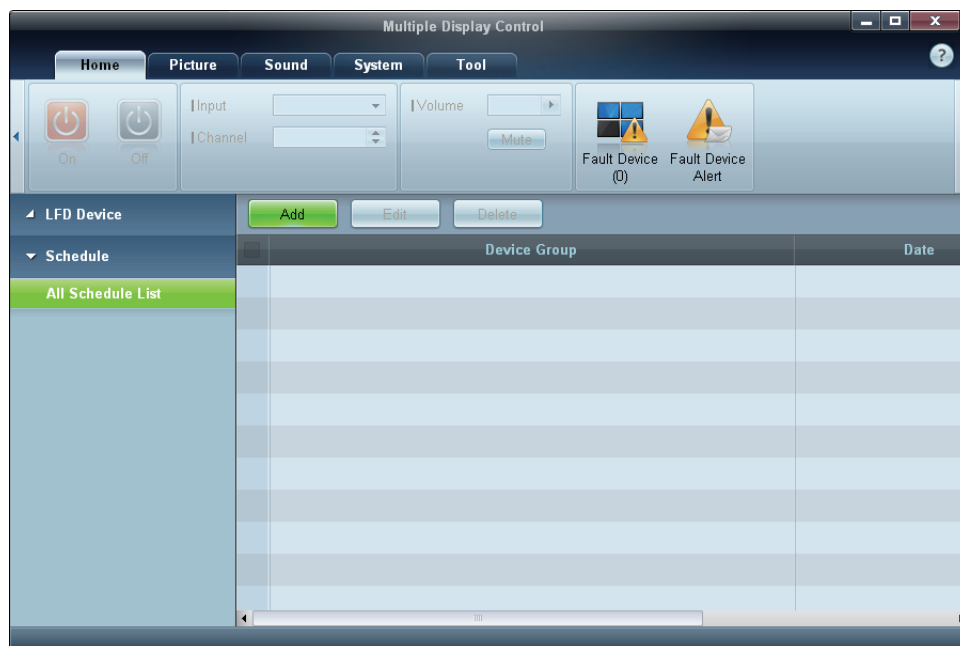 Multiple Display Control
Home Picture Sound System Tool
?
Input
Volume
Channel
Mute
On Off
Fault Device
(0)
Fault Device
Alert
LFD Device
Add Edit Delete
Schedule
Device Group Date
All Schedule List